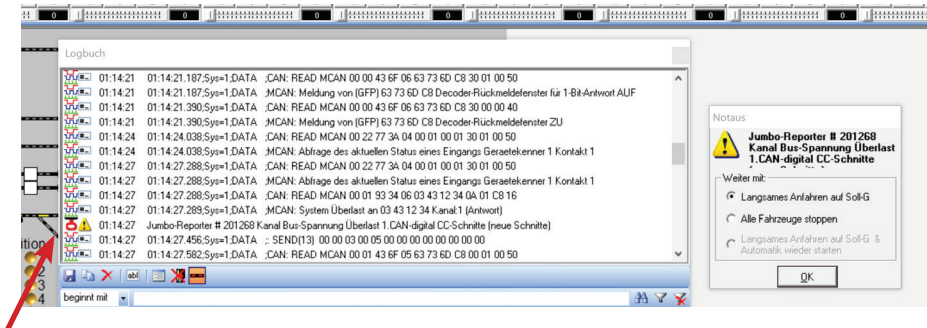 0 0 0 0 0 0 0
Logbuch
01:14:21 01:14:21.187;Sys=1;DATA ;CAN: READ MCAN 00 00 43 6F 06 63 73 6D C8 30 01 00 50
01:14:21 01:14:21.187;Sys=1;DATA ;MCAN: Meldung von (GFP) 63 73 6D C8 Decoder-Rückmeldefenster für 1-Bit-Antwort AUF
01:14:21 01:14:21.390;Sys=1;DATA ;CAN: READ MCAN 00 00 43 6F 06 63 73 6D C8 30 00 00 40
01:14:21 01:14:21.390;Sys=1;DATA ;MCAN: Meldung von (GFP) 63 73 6D C8 Decoder-Rückmeldefenster ZU
01:14:24 01:14:24.038;Sys=1;DATA ;CAN: READ MCAN 00 22 77 3A 04 00 01 00 01 30 01 00 50
01:14:24 01:14:24.038;Sys=1;DATA ;MCAN: Abfrage des aktuellen Status eines Eingangs Geraetekenner 1 Kontakt 1
01:14:27 01:14:27.288;Sys=1;DATA ;CAN: READ MCAN 00 22 77 3A 04 00 01 00 01 30 01 00 50
01:14:27 01:14:27.288;Sys=1;DATA ;MCAN: Abfrage des aktuellen Status eines Eingangs Geraetekenner 1 Kontakt 1
01:14:27 01:14:27.288;Sys=1;DATA ;CAN: READ MCAN 00 01 93 34 06 03 43 12 34 0A 01 C8 16
01:14:27 01:14:27.289;Sys=1;DATA ;MCAN: System Überlast an 03 43 12 34 Kanal:1 (Antwort)
01:14:27 Jumbo-Reporter # 201268 Kanal Bus-Spannung Überlast 1.CAN-digital CC-Schnitte (neue Schnitte)
01:14:27 01:14:27.456;Sys=1;DATA ;: SEND(13) 00 00 03 00 05 00 00 00 00 00 00 00 00
01:14:27 01:14:27.582;Sys=1;DATA ;CAN: READ MCAN 00 01 43 6F 05 63 73 6D C8 00 01 00 50
abl
beginnt mit
Notaus
Jumbo-Reporter # 201268
Kanal Bus-Spannung Überlast
1.CAN-digital CC-Schnitte
Weiter mit:
Langsames Anfahren auf Soll-G
Alle Fahrzeuge stoppen
Langsames Anfahren auf Soll-G &
Automatik wieder starten
OK
ition
2
3
4